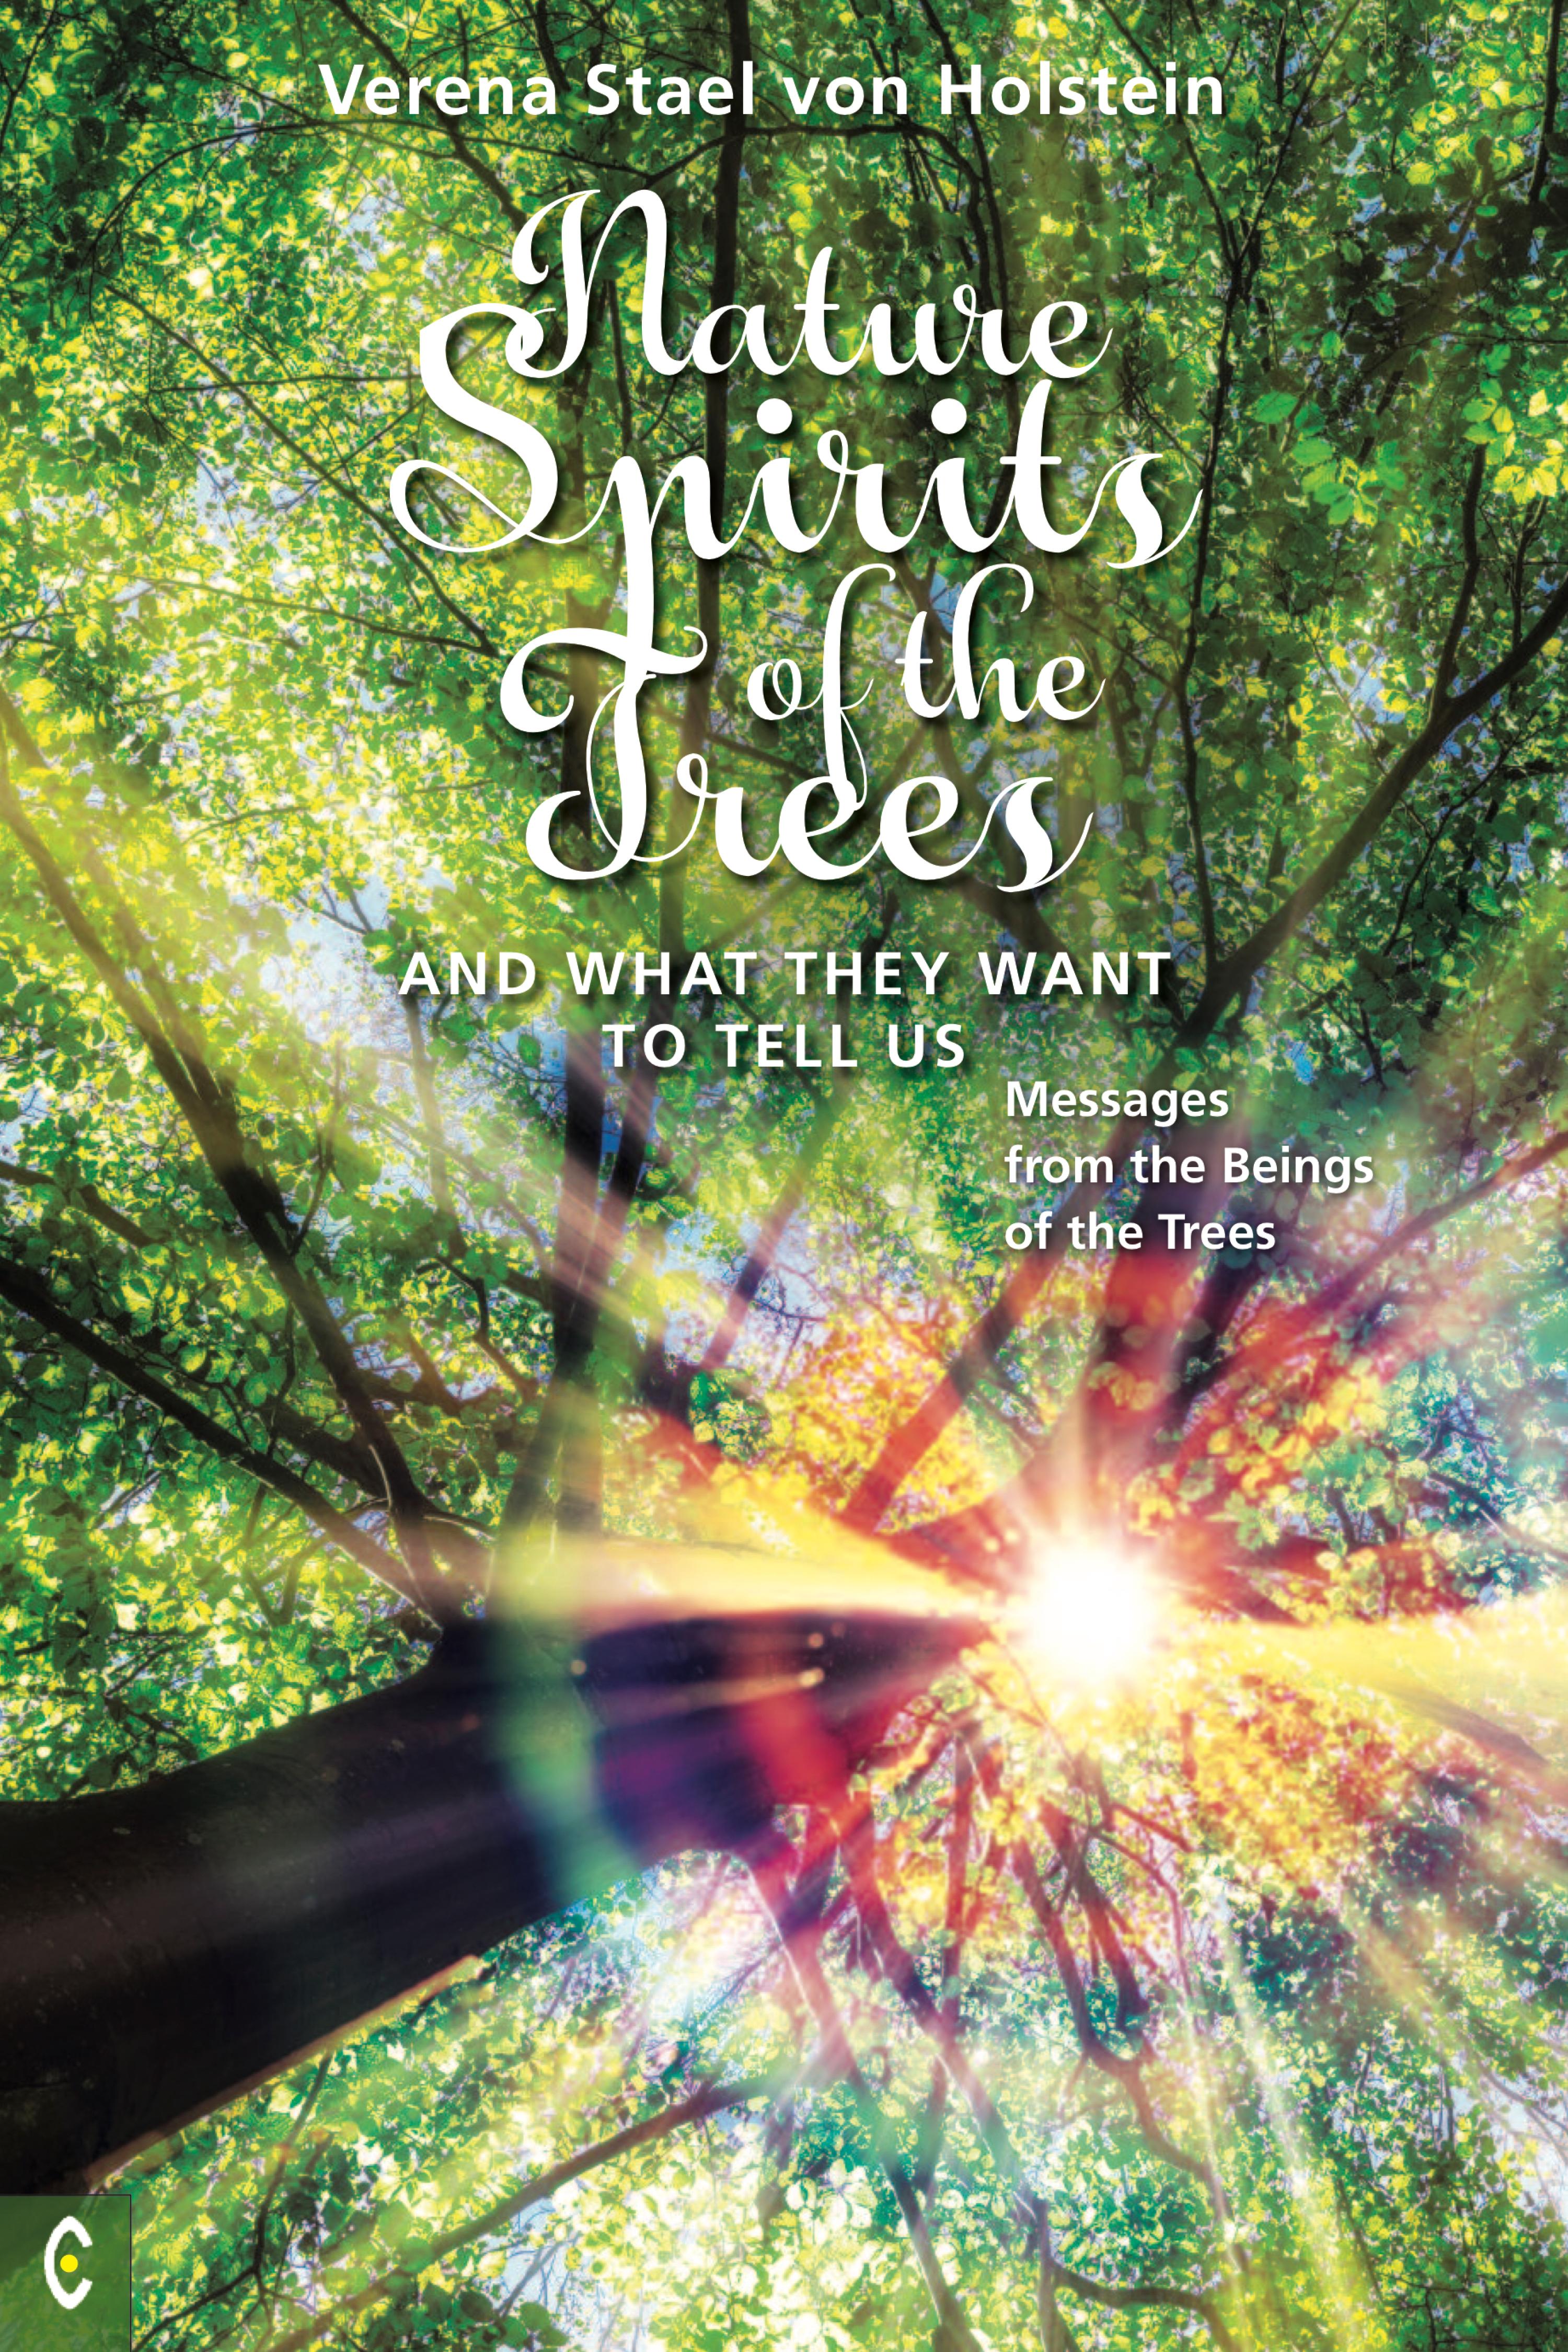 Verena Stael von Holstein
Nature
Spirits
of the
Trees
AND WHAT THEY WANT
TO TELL US
Messages
from the Beings
of the Trees